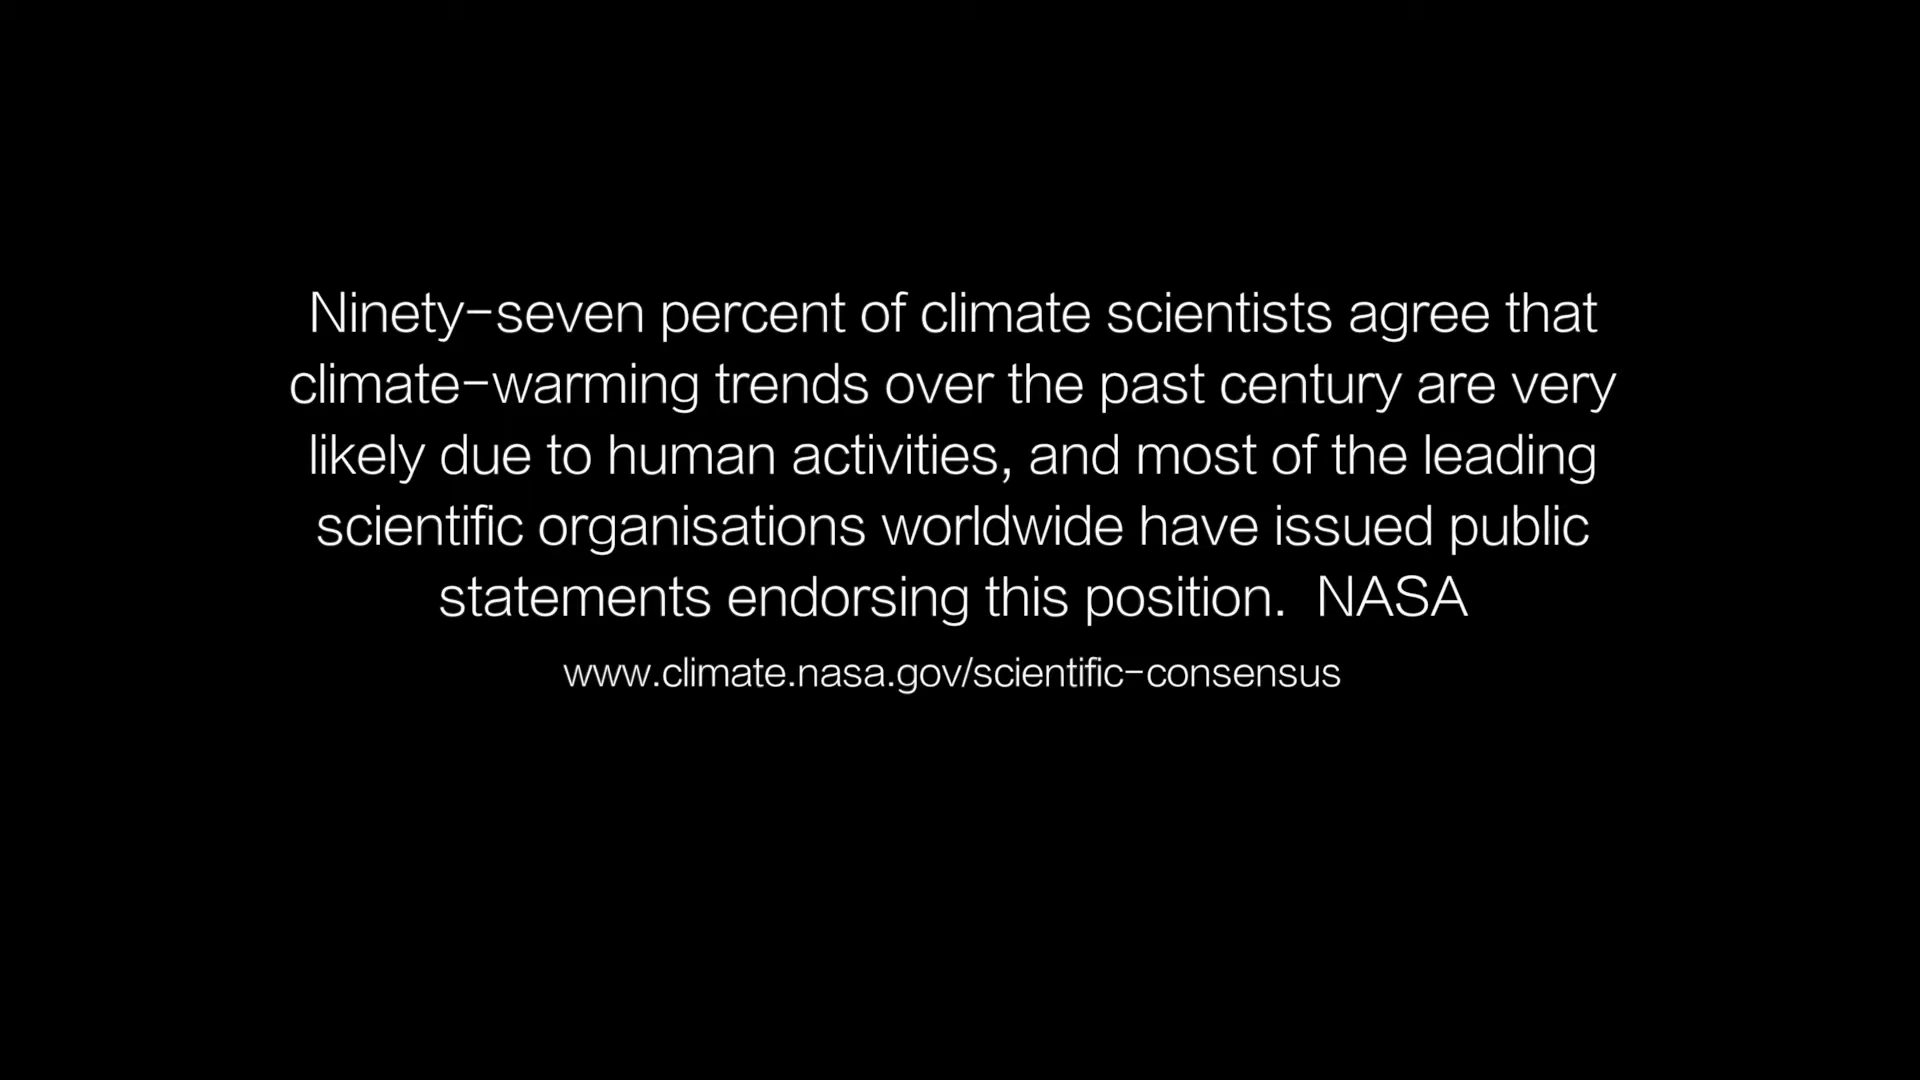 Ninety-seven percent of climate scientists agree that
climate-warming trends over the past century are very
likely due to human activities, and most of the leading
scientific organisations worldwide have issued public
statements endorsing this position.  NASA
www.climate.nasa.gov/scientific-consensus